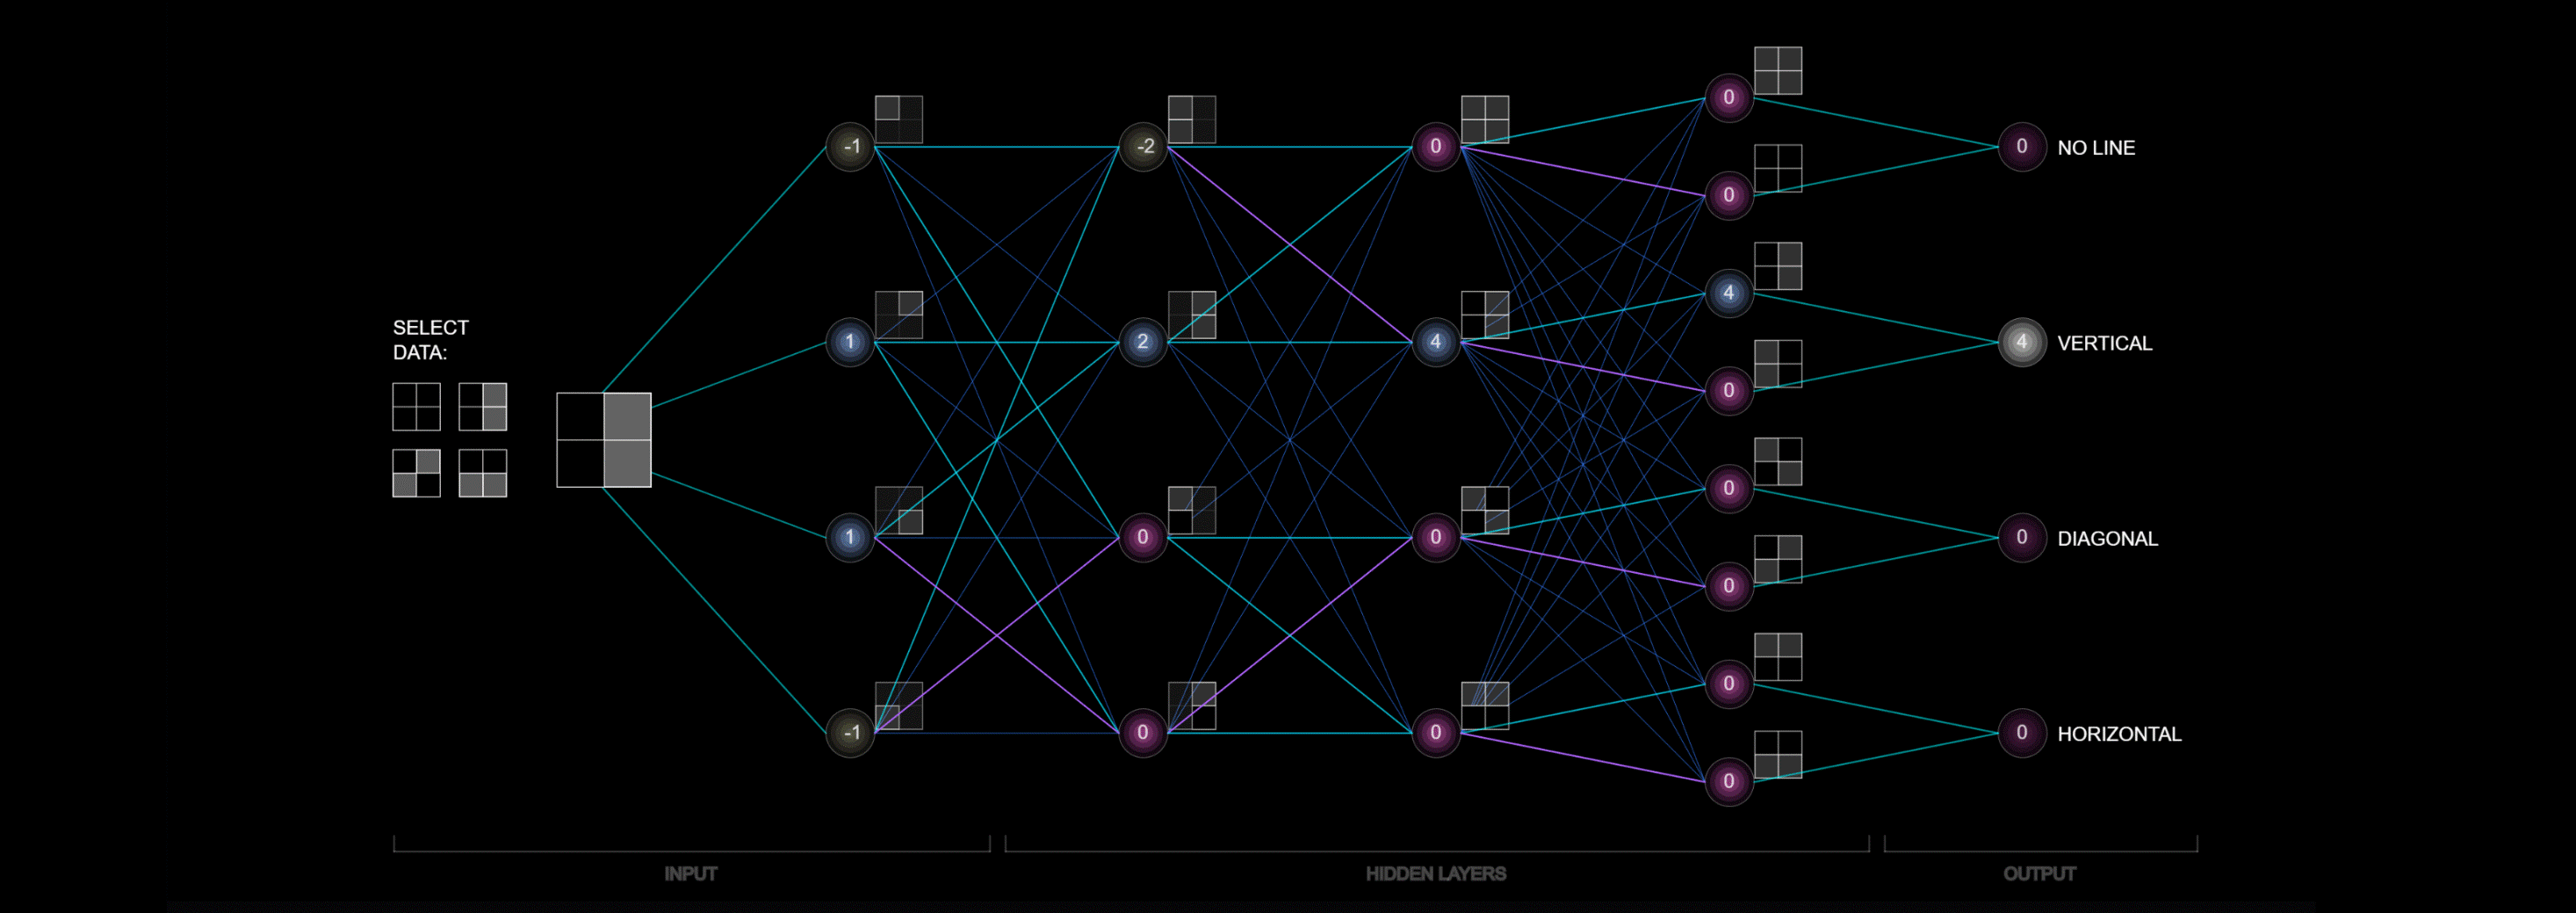 SELECT
DATA:
-1
1
1
-1
-2
2
0
0
0
4
0
0
0
0
4
0
0
0
0
0
0 NO LINE
4 VERTICAL
0 DIAGONAL
0 HORIZONTAL
INPUT
HIDDEN LAYERS
OUTPUT